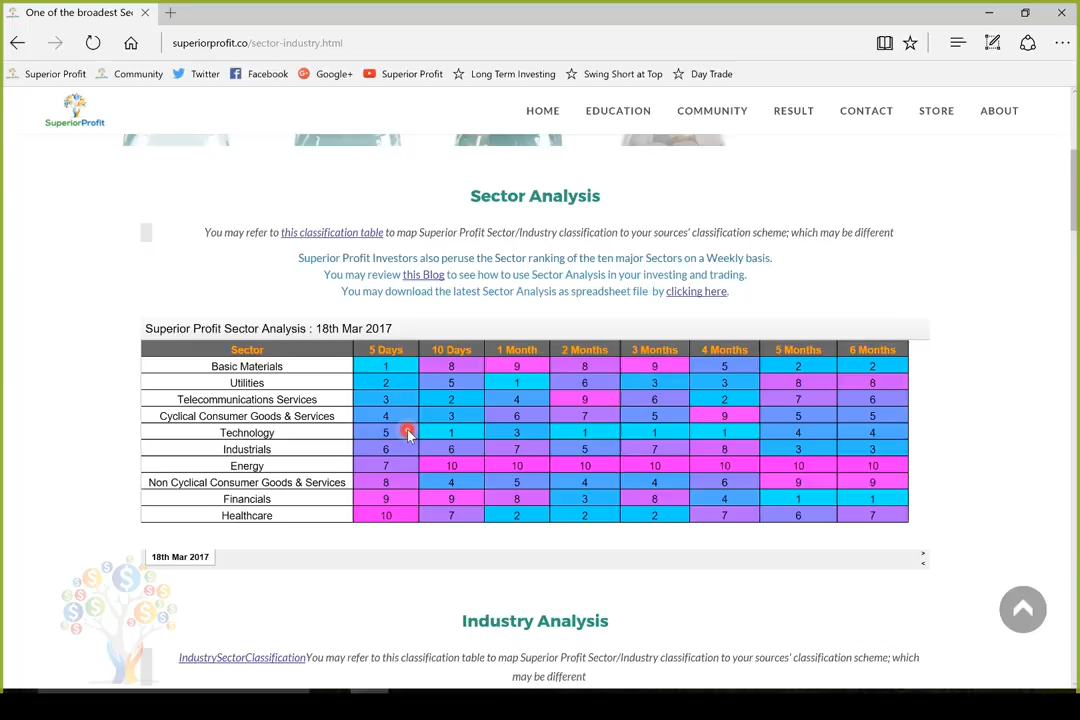 One of the broadest Sec
superiorprofit.co/sector-industry.html
Superior Profit Community Twitter Facebook Google+ Superior Profit Long Term Investing Swing Short at Top Day Trade
SuperiorProfit
HOME EDUCATION COMMUNITY RESULT CONTACT STORE ABOUT
Sector Analysis
You may refer to this classification table to map Superior Profit Sector/Industry classification to your sources' classification scheme; which may be different
Superior Profit Investors also peruse the Sector ranking of the ten major Sectors on a Weekly basis.
You may review this Blog to see how to use Sector Analysis in your investing and trading.
You may download the latest Sector Analysis as spreadsheet file by clicking here.
Superior Profit Sector Analysis : 18th Mar 2017
Sector 5 Days 10 Days 1 Month 2 Months 3 Months 4 Months 5 Months 6 Months
Basic Materials 1 8 9 8 9 5 2 2
Utilities 2 5 1 6 3 3 8 8
Telecommunications Services 3 2 4 9 6 2 7 6
Cyclical Consumer Goods & Services 4 3 6 7 5 9 5 5
Technology 5 1 3 1 1 1 4 4
Industrials 6 6 7 5 7 8 3 3
Energy 7 10 10 10 10 10 10 10
Non Cyclical Consumer Goods & Services 8 4 5 4 4 6 9 9
Financials 9 9 8 3 8 4 1 1
Healthcare 10 7 2 2 2 7 6 7
18th Mar 2017
Industry Analysis
IndustrySectorClassificationYou may refer to this classification table to map Superior Profit Sector/Industry classification to your sources' classification scheme; which
may be different